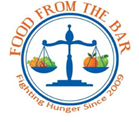 FOOD FROM THE BAR
Fighting Hunger Since 2009